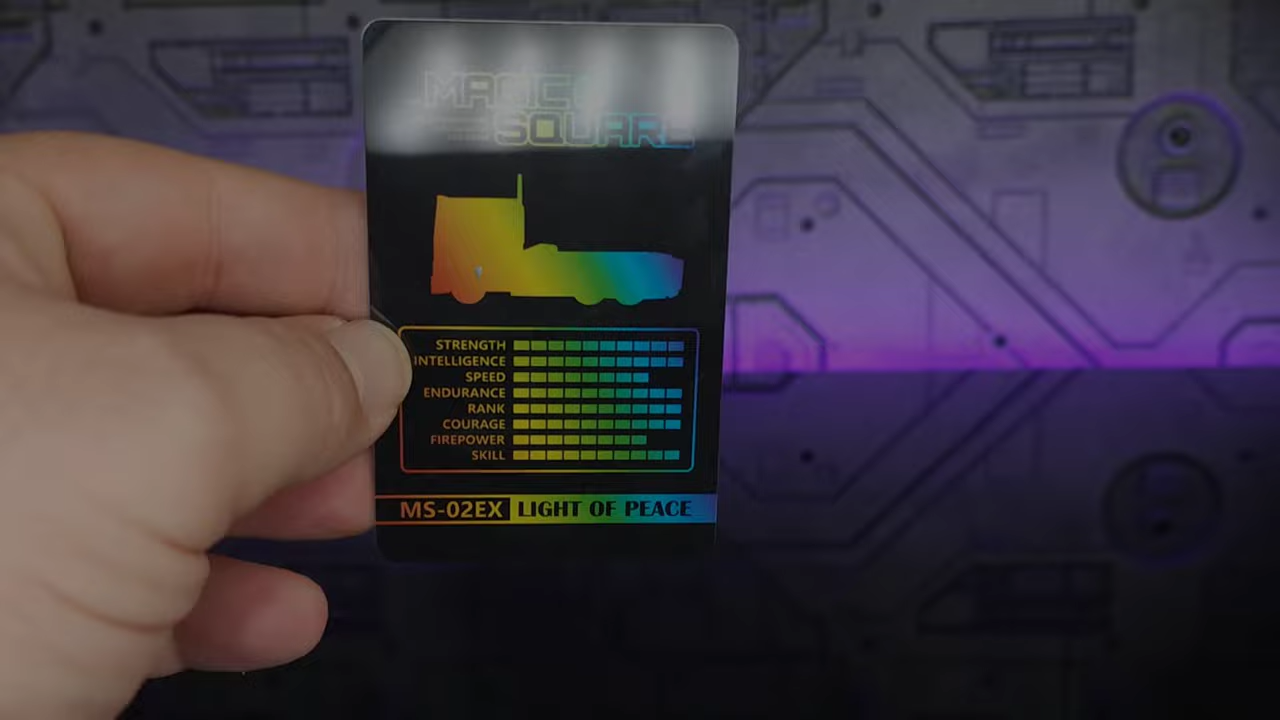 MAGIC
SQUARE
STRENGTH
INTELLIGENCE
SPEED
ENDURANCE
RANK
COURAGE
FIREPOWER
SKILL
MS-02EX LIGHT OF PEACE